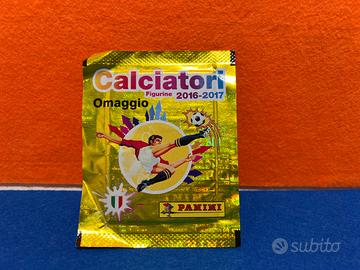 Calciatori
Figurine 2016-2017
Omaggio
PANINI
subito